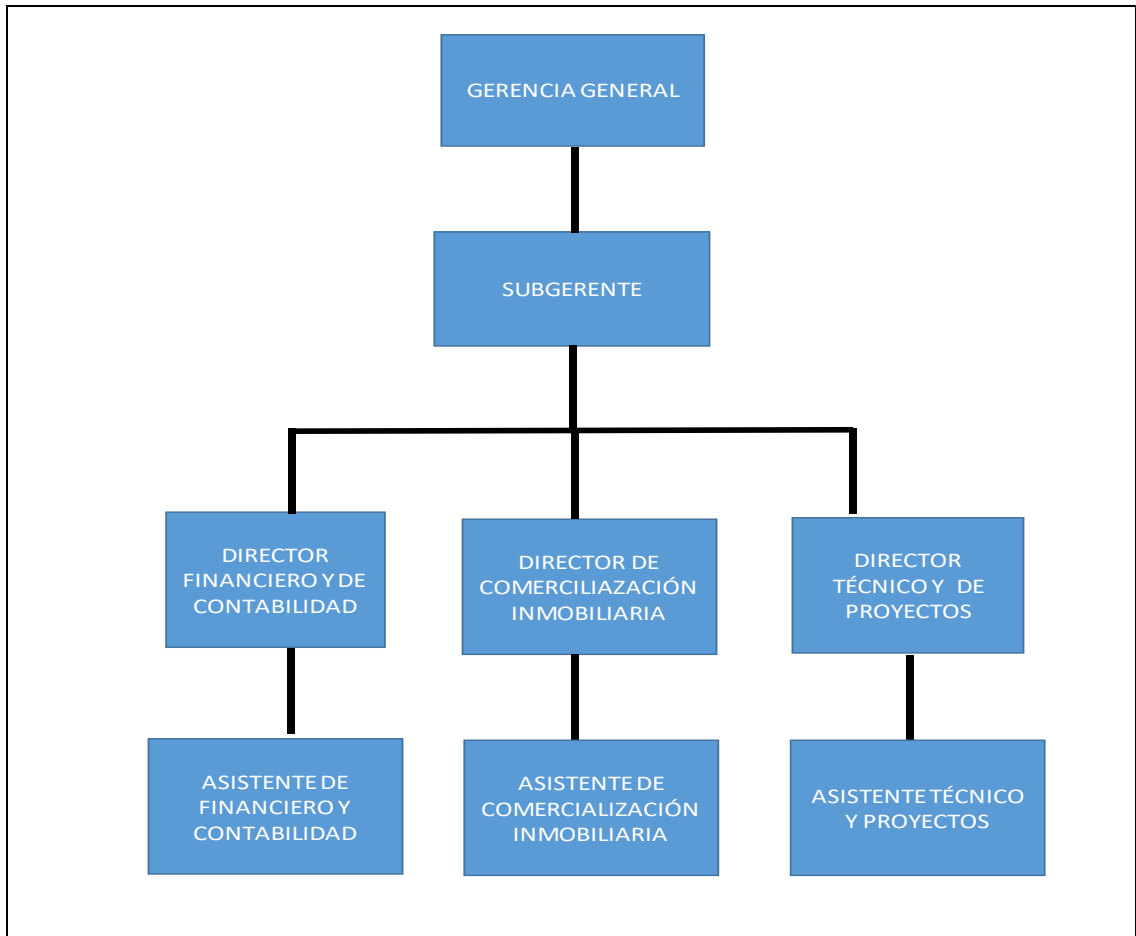 GERENCIA GENERAL
SUBGERENTE
DIRECTOR
FINANCIERO Y DE
CONTABILIDAD
DIRECTOR DE
COMERCILIAZACIÓN
INMOBILIARIA
DIRECTOR
TÉCNICO Y DE
PROYECTOS
ASISTENTE DE
FINANCIERO Y
CONTABILIDAD
ASISTENTE DE
COMERCIALIZACIÓN
INMOBILIARIA
ASISTENTE TÉCNICO
Y PROYECTOS